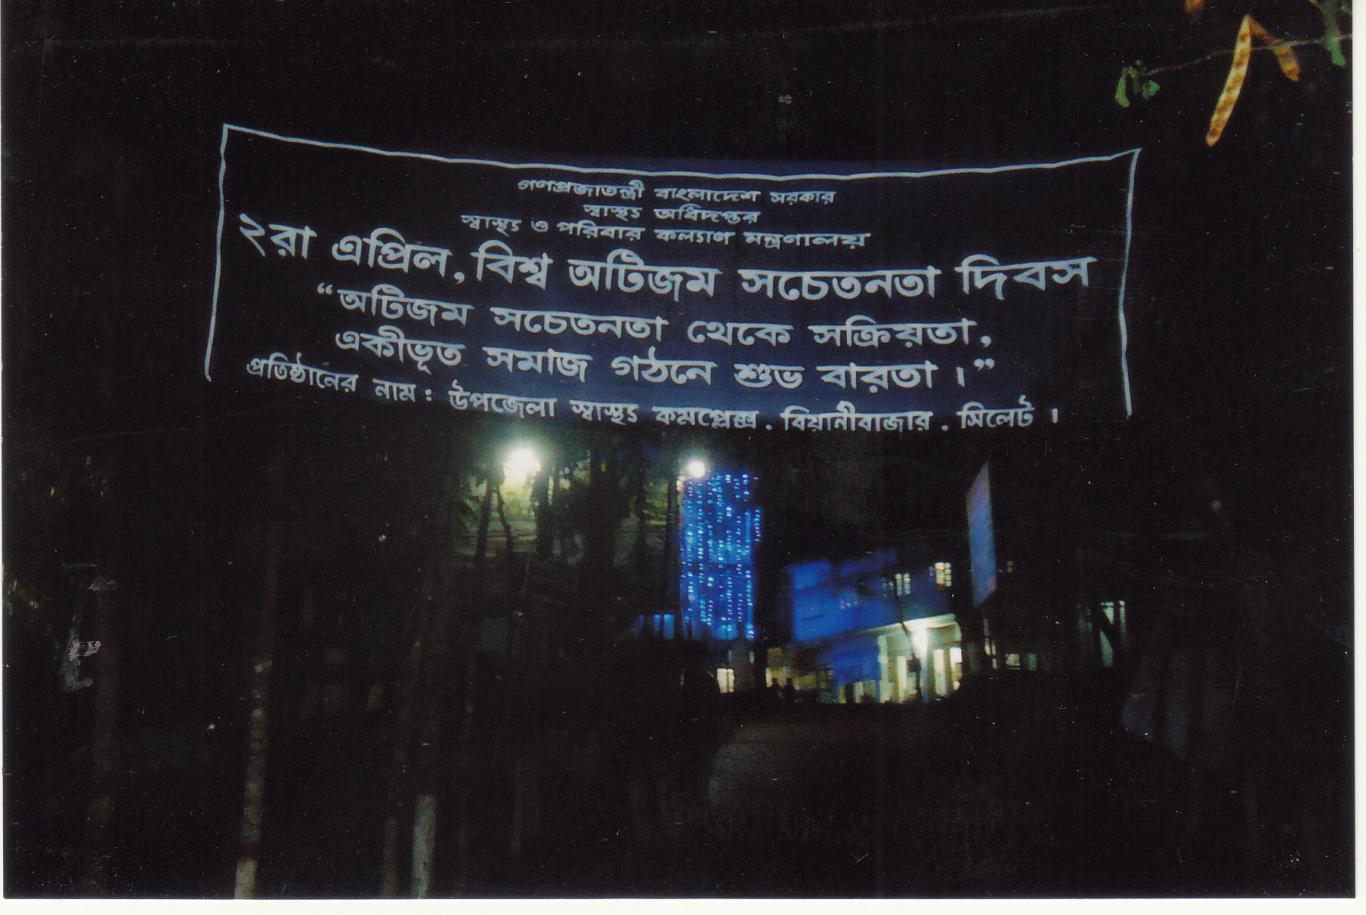 গণপ্রজাতন্ত্রী বাংলাদেশ সরকার
স্বাস্থ্য অধিদপ্তর
স্বাস্থ্য ও পরিবার কল্যাণ মন্ত্রণালয়
২রা এপ্রিল, বিশ্ব অটিজম সচেতনতা দিবস
“অটিজম সচেতনতা থেকে সক্রিয়তা,
একীভূত সমাজ গঠনে শুভ বারতা।”
প্রতিষ্ঠানের নাম : উপজেলা স্বাস্থ্য কমপ্লেক্স . বিয়ানীবাজার . সিলেট ।